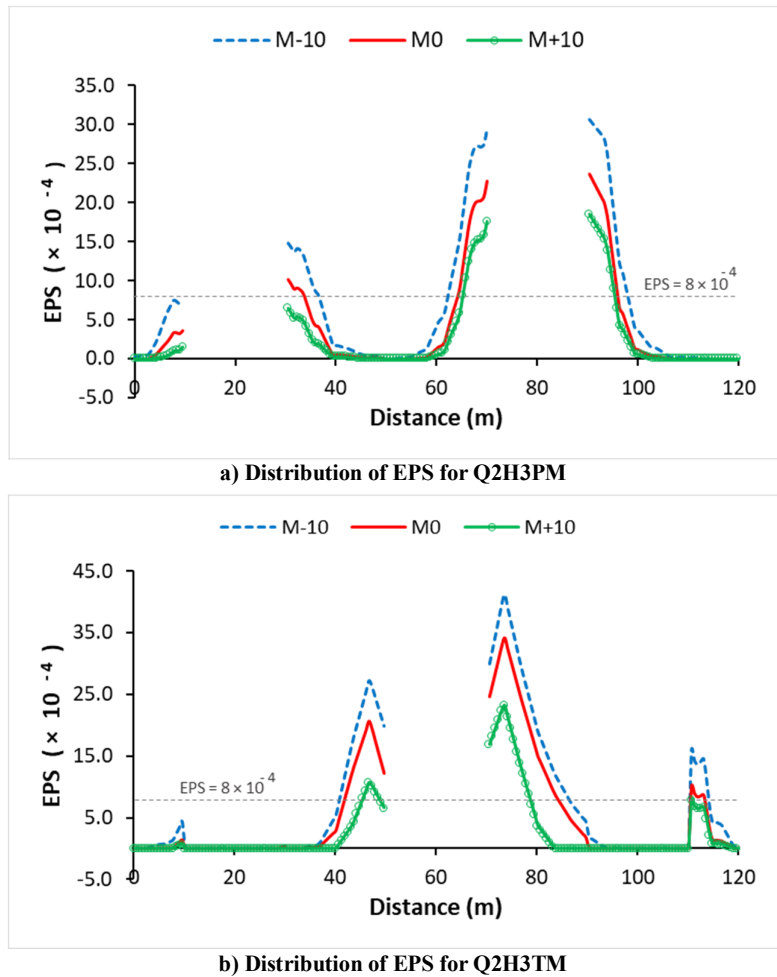 M-10 M0 M+10
35.0
30.0
25.0
20.0
15.0
10.0
5.0
0.0
-5.0
EPS ( × 10 -4 )
EPS = 8 × 10-4
0 20 40 60 80 100 120
Distance (m)
a) Distribution of EPS for Q2H3PM
M-10 M0 M+10
45.0
35.0
25.0
15.0
5.0
-5.0
EPS ( × 10 -4 )
EPS = 8 × 10-4
0 20 40 60 80 100 120
Distance (m)
b) Distribution of EPS for Q2H3TM